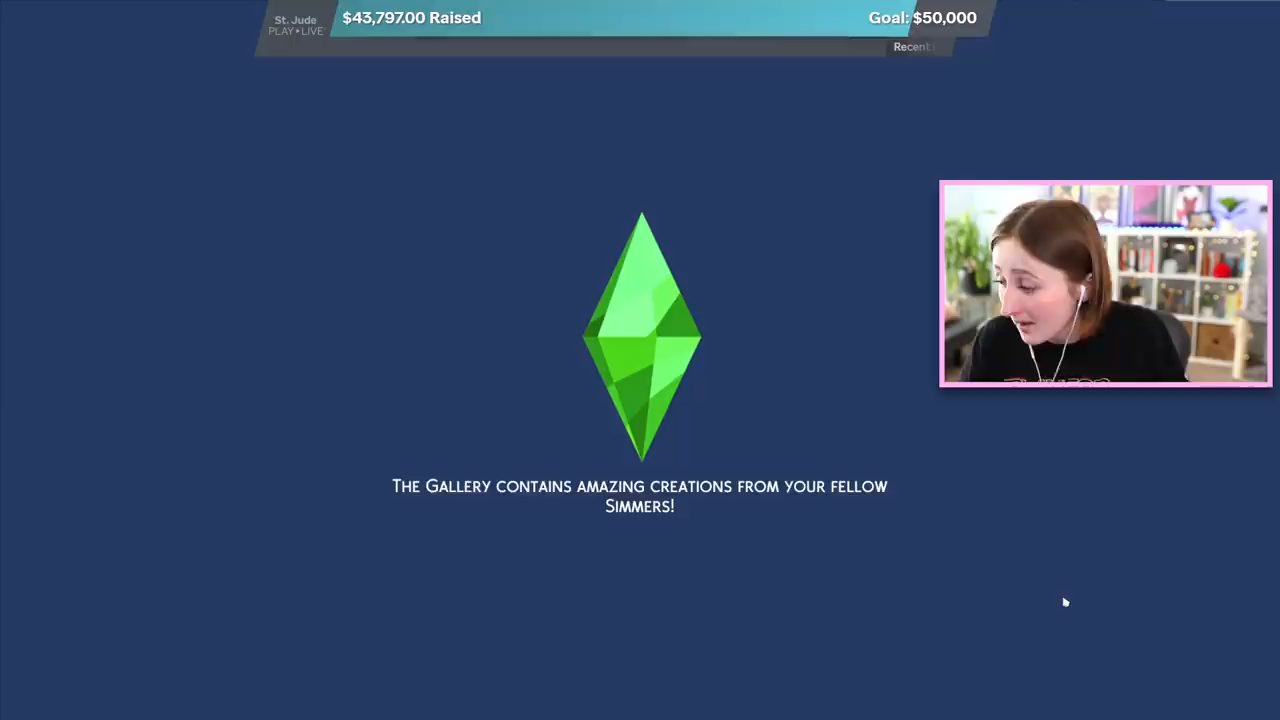 St. Jude
PLAY LIVE
$43,797.00 Raised
Goal: $50,000
Recent
THE GALLERY CONTAINS AMAZING CREATIONS FROM YOUR FELLOW
SIMMERS!